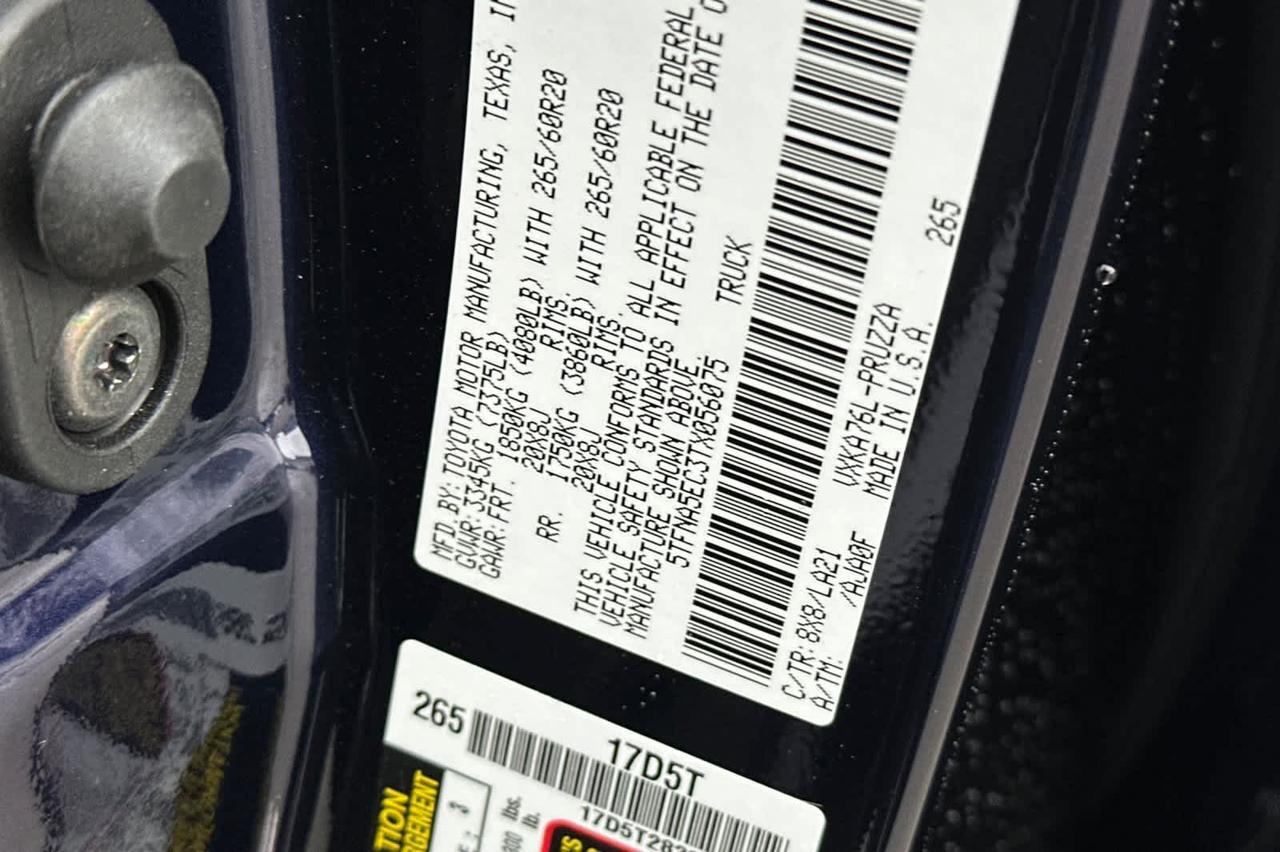 MFD. BY: TOYOTA MOTOR MANUFACTURING, TEXAS,
GVWR: 3345KG (7375LB)
GAWR: FRT. 1850KG (4080LB) WITH 265/60R20
20X8J RIMS.
RR. 1750KG (3860LB) WITH 265/60R20
20X8J RIMS.
THIS VEHICLE CONFORMS TO ALL APPLICABLE FEDERAL
VEHICLE SAFETY STANDARDS IN EFFECT ON THE DATE
MANUFACTURE SHOWN ABOVE.
5TFNA5EC3TX056075 TRUCK
C/TR: 8X8/LA21 VXKA76L-PRUZZA 265
A/TM: /AJA0F MADE IN U.S.A.
265 17D5T
lbs.
lb.